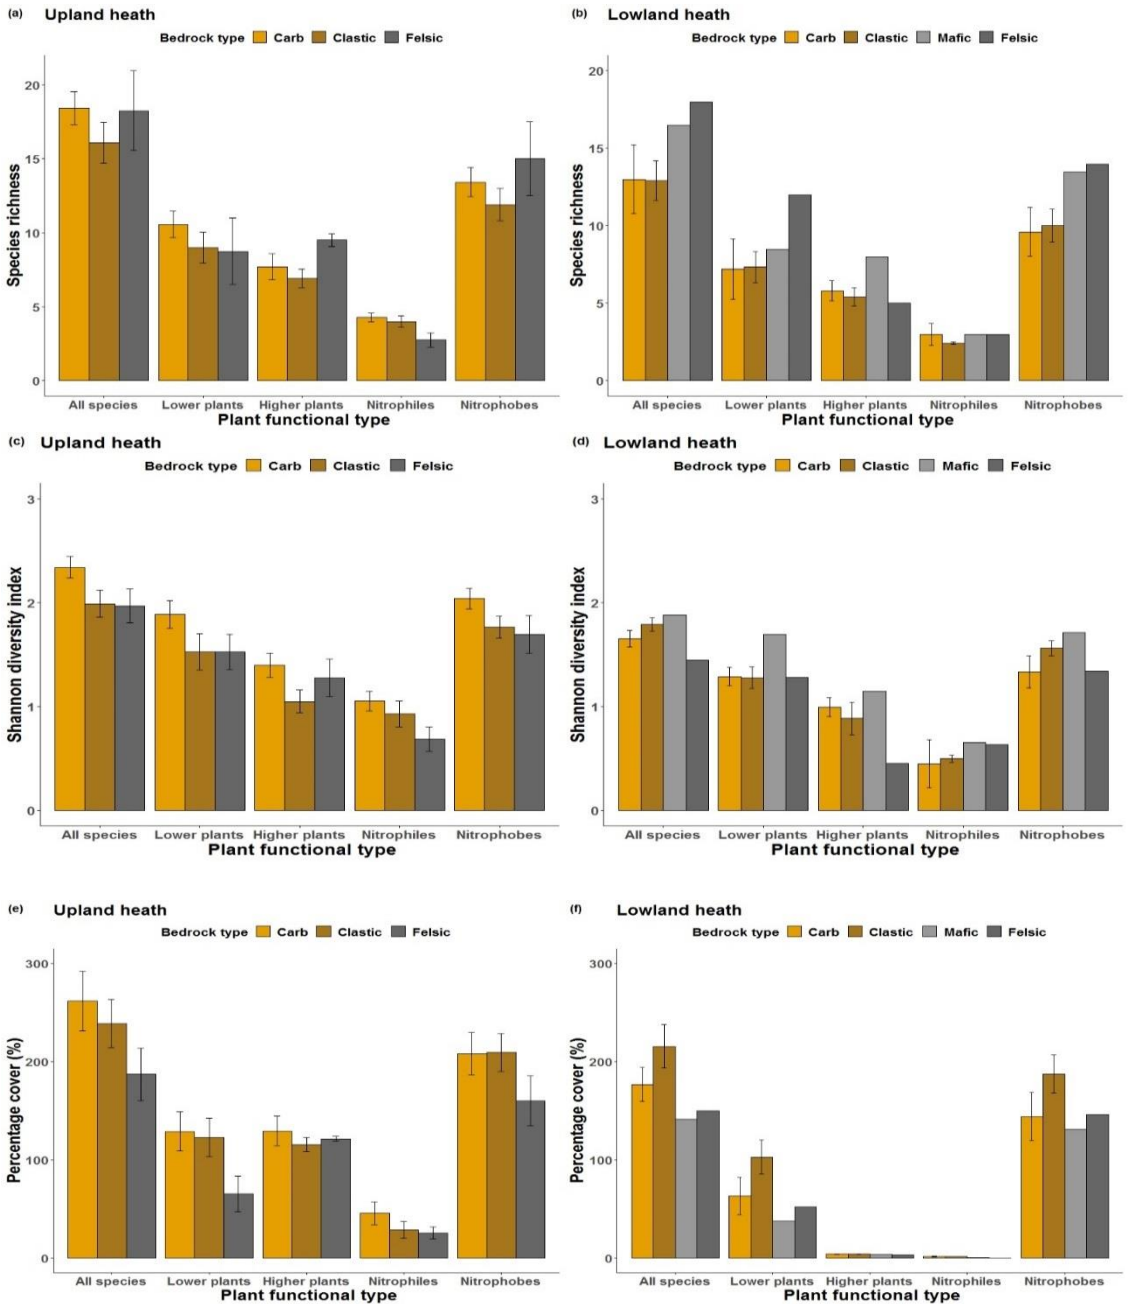 (a) Upland heath
Bedrock type Carb Clastic Felsic
Species richness
20
15
10
5
0
All species Lower plants Higher plants Nitrophiles Nitrophobes
Plant functional type
(b) Lowland heath
Bedrock type Carb Clastic Mafic Felsic
Species richness
20
15
10
5
0
All species Lower plants Higher plants Nitrophiles Nitrophobes
Plant functional type
(c) Upland heath
Bedrock type Carb Clastic Felsic
Shannon diversity index
3
2
1
0
All species Lower plants Higher plants Nitrophiles Nitrophobes
Plant functional type
(d) Lowland heath
Bedrock type Carb Clastic Mafic Felsic
Shannon diversity index
3
2
1
0
All species Lower plants Higher plants Nitrophiles Nitrophobes
Plant functional type
(e) Upland heath
Bedrock type Carb Clastic Felsic
Percentage cover (%)
300
200
100
0
All species Lower plants Higher plants Nitrophiles Nitrophobes
Plant functional type
(f) Lowland heath
Bedrock type Carb Clastic Mafic Felsic
Percentage cover (%)
300
200
100
0
All species Lower plants Higher plants Nitrophiles Nitrophobes
Plant functional type